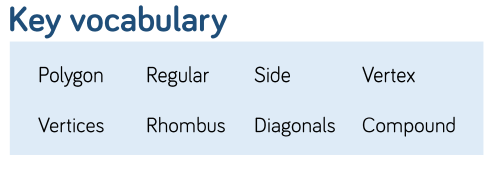 Key vocabulary
Polygon Regular Side Vertex
Vertices Rhombus Diagonals Compound